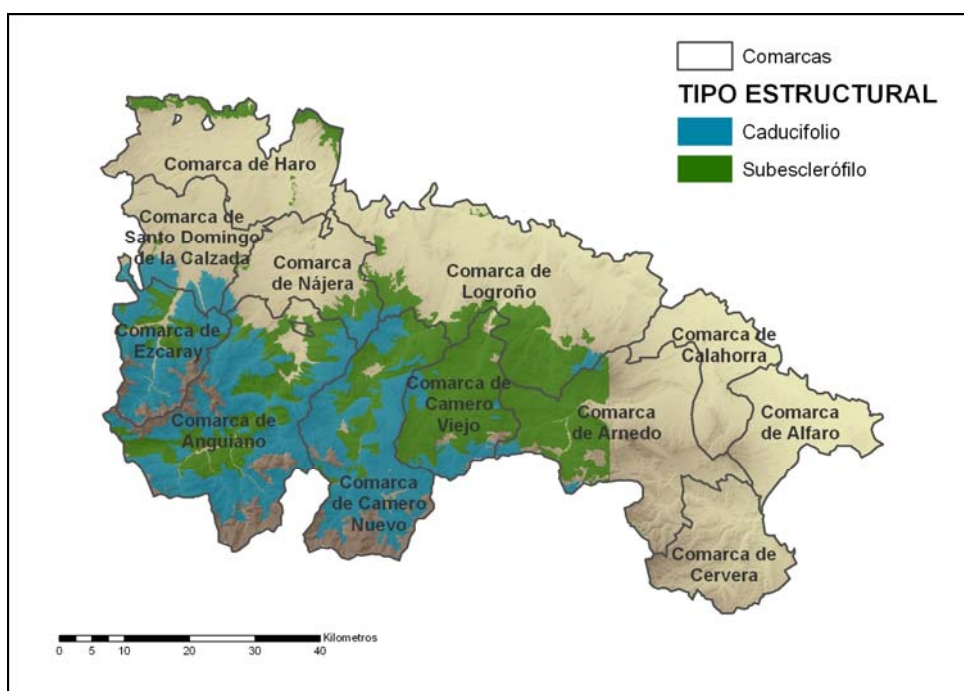 Comarcas
TIPO ESTRUCTURAL
Caducifolio
Subesclerófilo
Comarca de Haro
Comarca de
Santo Domingo
de la Calzada
Comarca
de Nájera
Comarca de
Logroño
Comarca de
Ezcaray
Comarca de
Calahorra
Comarca de
Camero
Viejo
Comarca
de Arnedo
Comarca
de Alfaro
Comarca de
Anguiano
Comarca
de Camero
Nuevo
Comarca de
Cervera
Kilometros
0 5 10 20 30 40